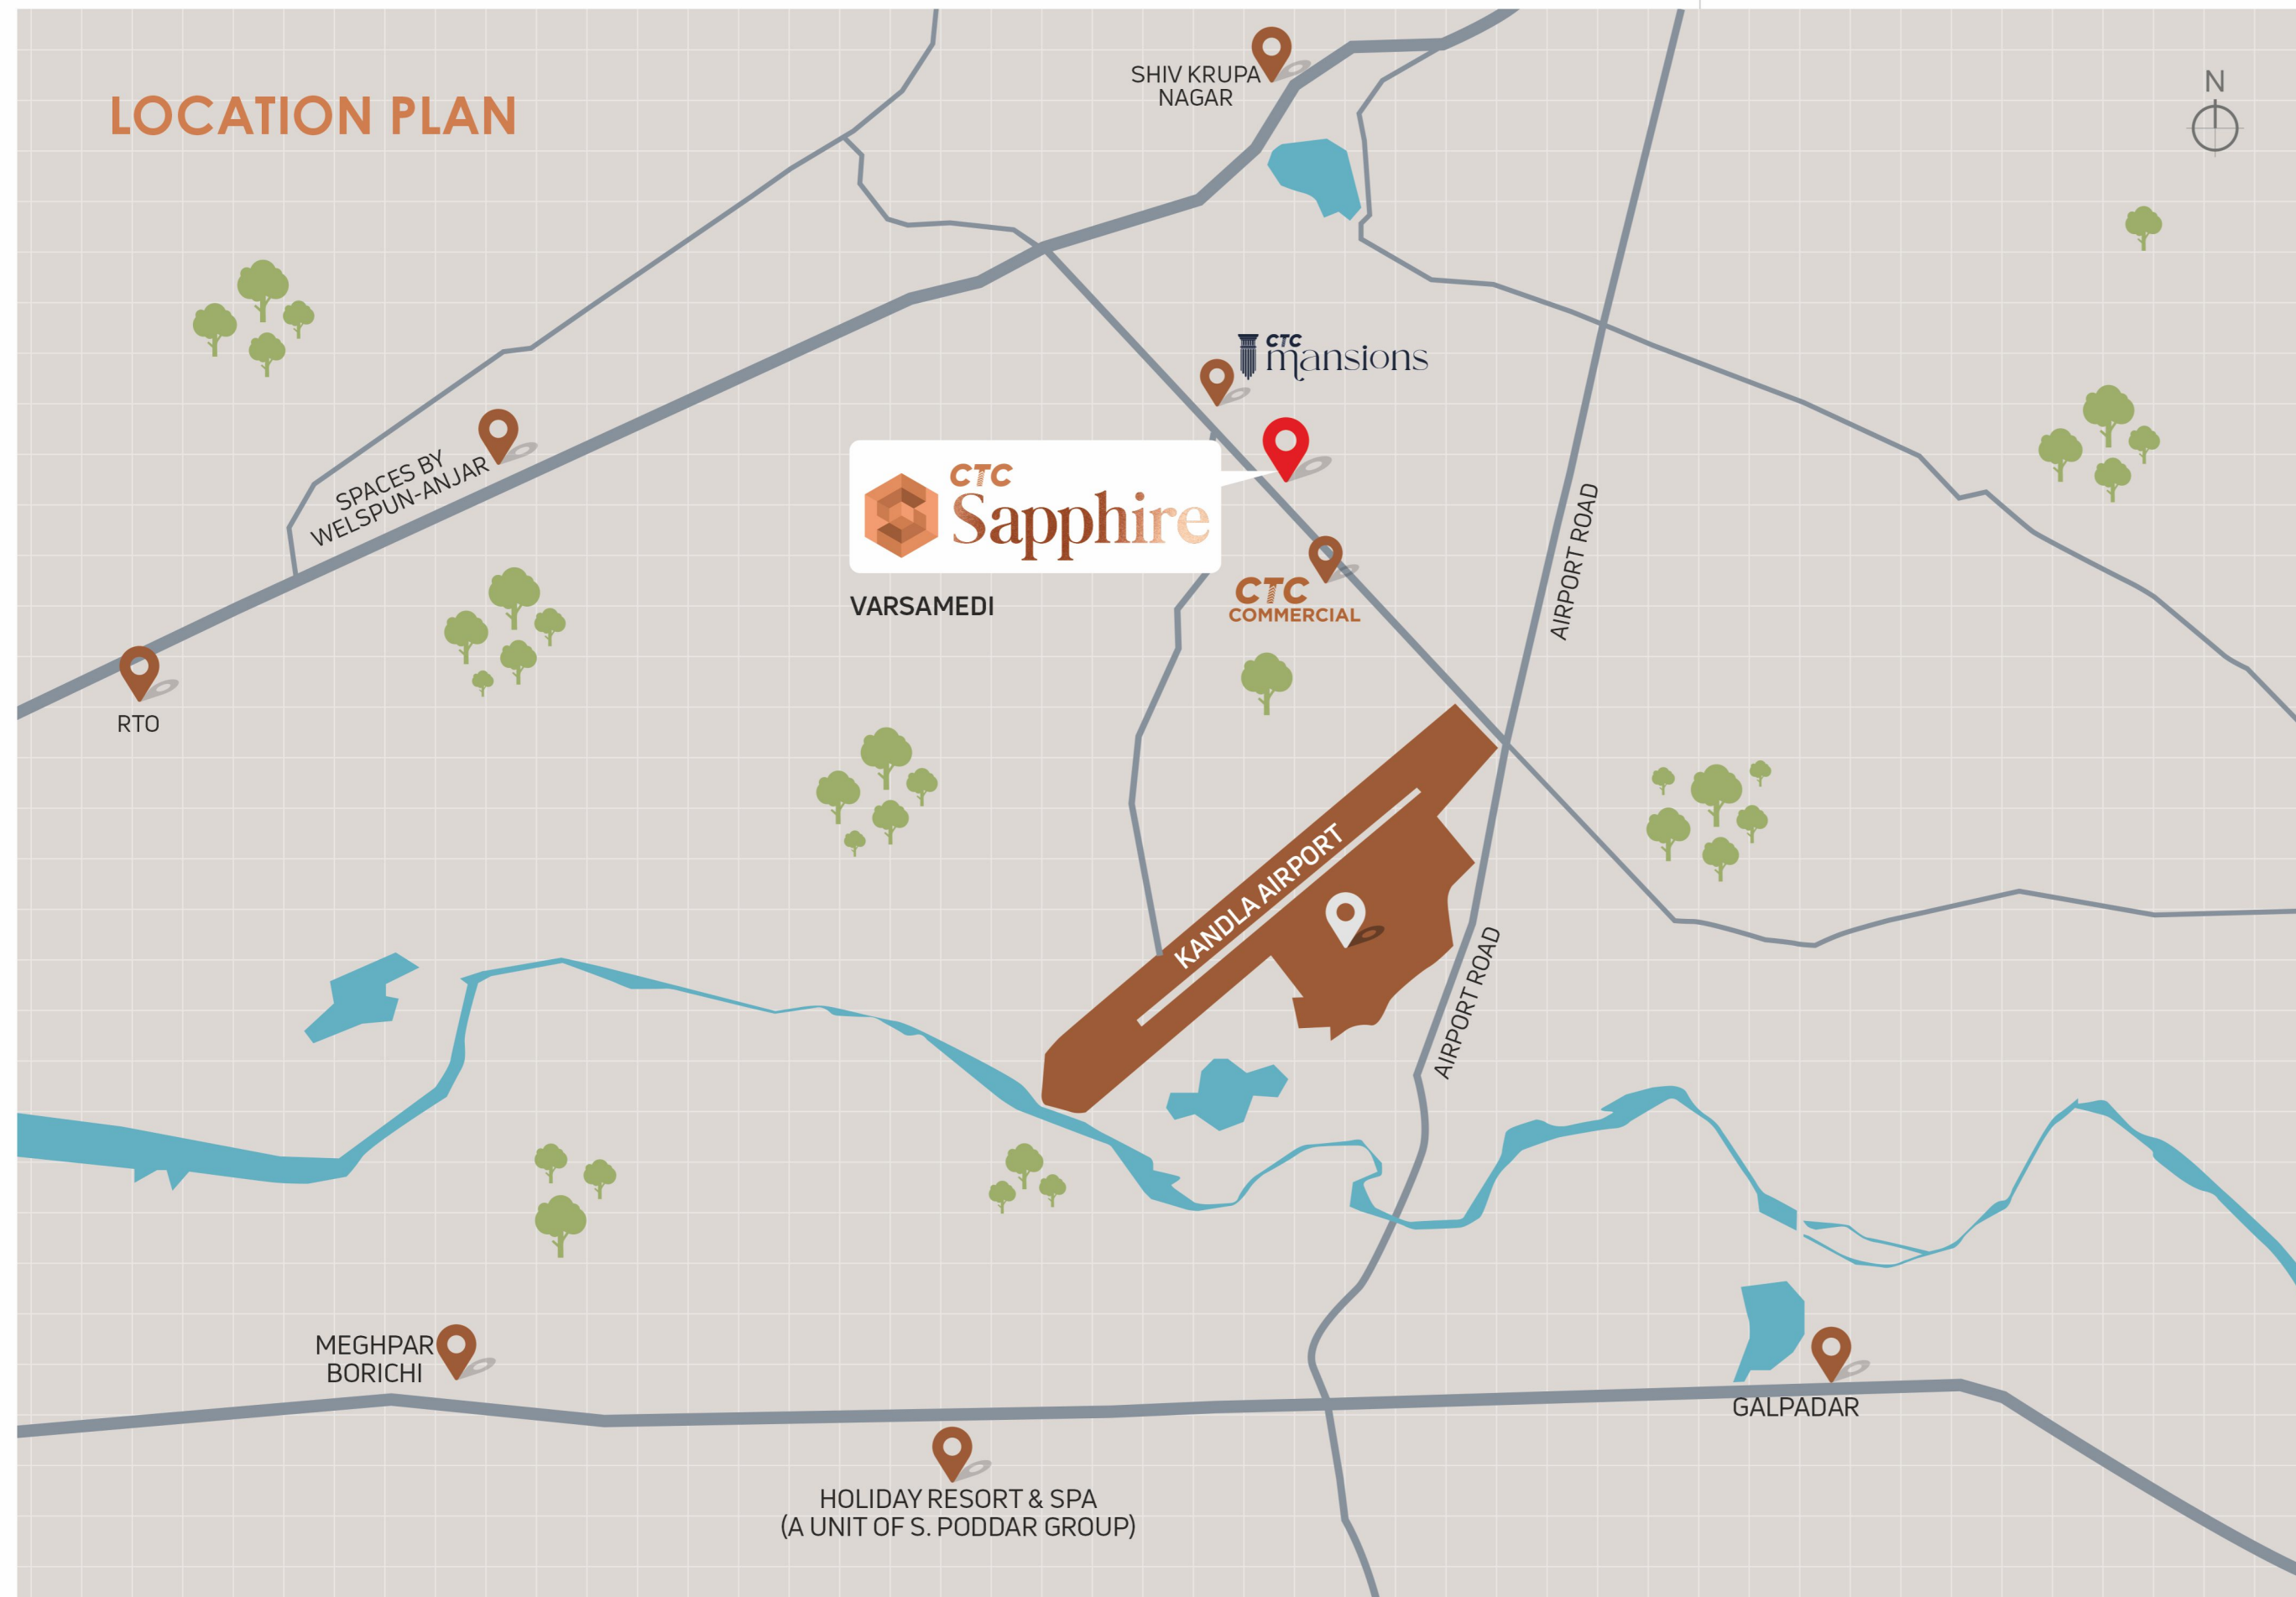 LOCATION PLAN
N
SHIV KRUPA
NAGAR
CTC
mansions
SPACES BY
WELSPUN-ANJAR
CTC
Sapphire
AIRPORT ROAD
CTC
COMMERCIAL
VARSAMEDI
RTO
KANDLA AIRPORT
AIRPORT ROAD
MEGHPAR
BORICHI
GALPADAR
HOLIDAY RESORT & SPA
(A UNIT OF S. PODDAR GROUP)